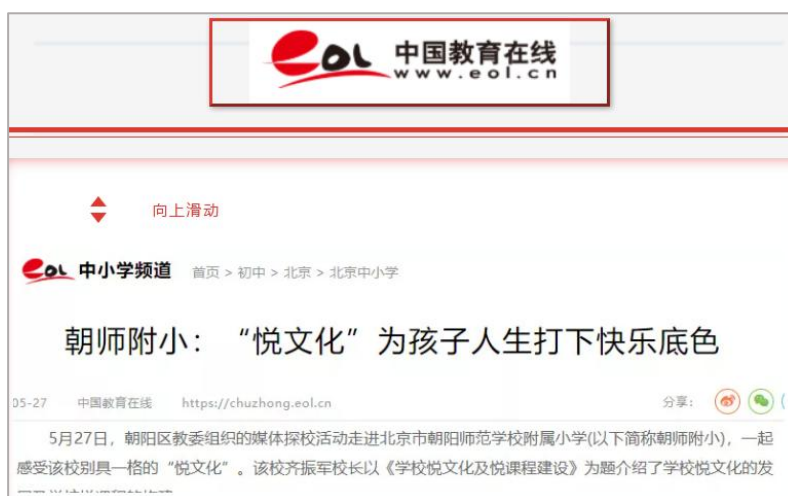 eol 中国教育在线
www.eol.cn
向上滑动
eol 中小学频道 首页 > 初中 > 北京 > 北京中小学
朝师附小：“悦文化”为孩子人生打下快乐底色
05-27 中国教育在线 https://chuzhong.eol.cn 分享：
5月27日，朝阳区教委组织的媒体探校活动走进北京市朝阳师范学校附属小学(以下简称朝师附小)，一起
感受该校别具一格的“悦文化”。该校齐振军校长以《学校悦文化及悦课程建设》为题介绍了学校悦文化的发